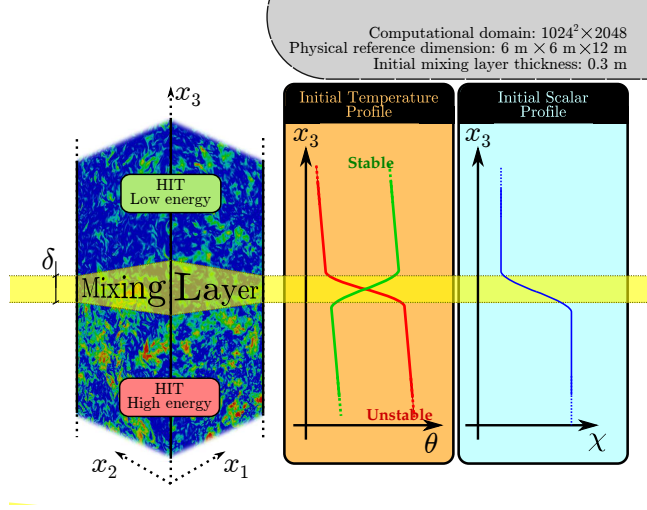 Computational domain: 1024²×2048
Physical reference dimension: 6 m ×6 m×12 m
Initial mixing layer thickness: 0.3 m
x₃
HIT
Low energy
δ
Mixing Layer
HIT
High energy
x₂
x₁
Initial Temperature
Profile
x₃
Stable
Unstable
θ
Initial Scalar
Profile
x₃
χ